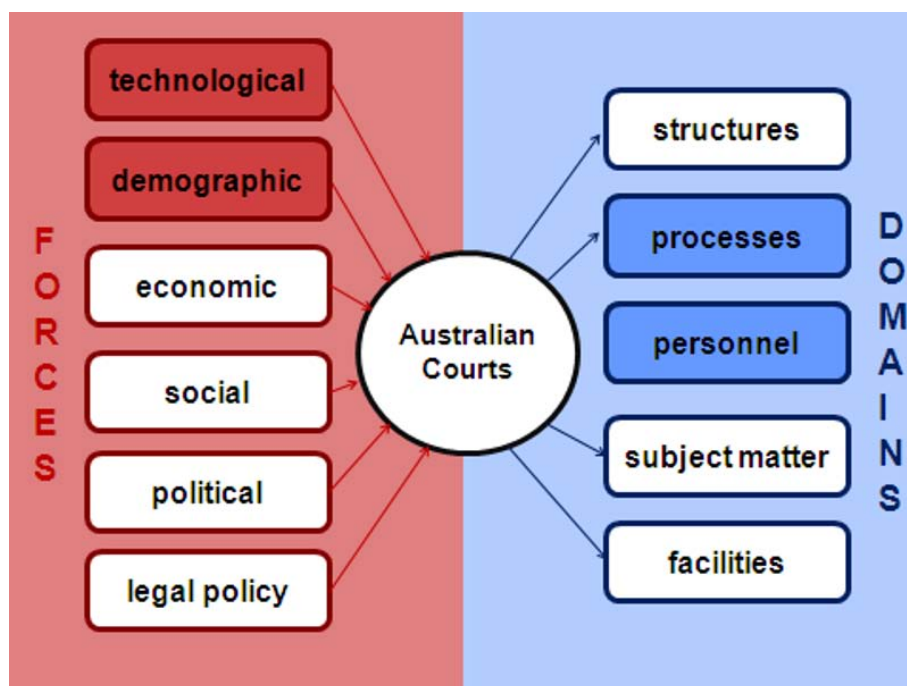 FORCES
technological
demographic
economic
social
political
legal policy
Australian
Courts
structures
processes
personnel
subject matter
facilities
DOMAINS